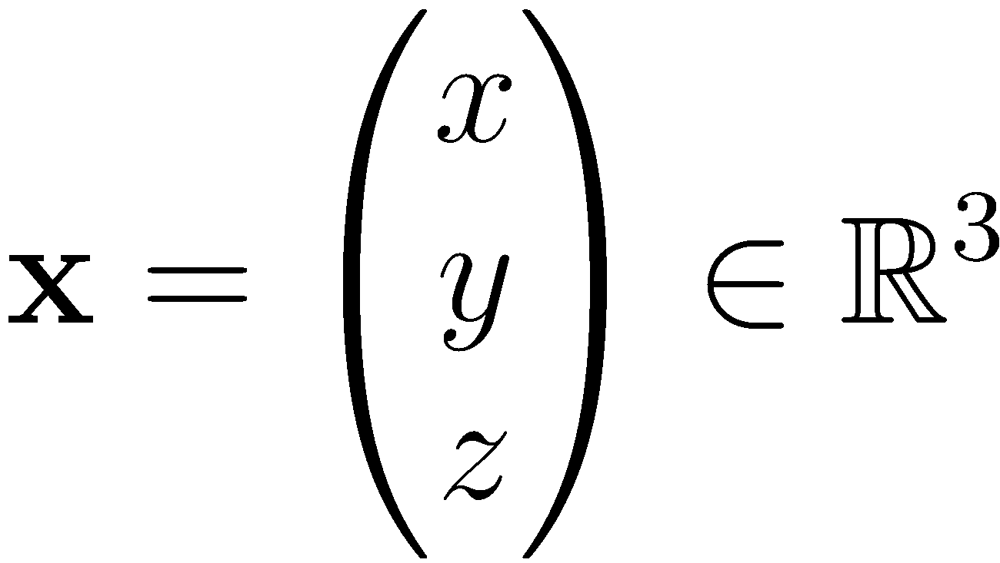 𝐱 = (
x
y
z
) ∈ ℝ³